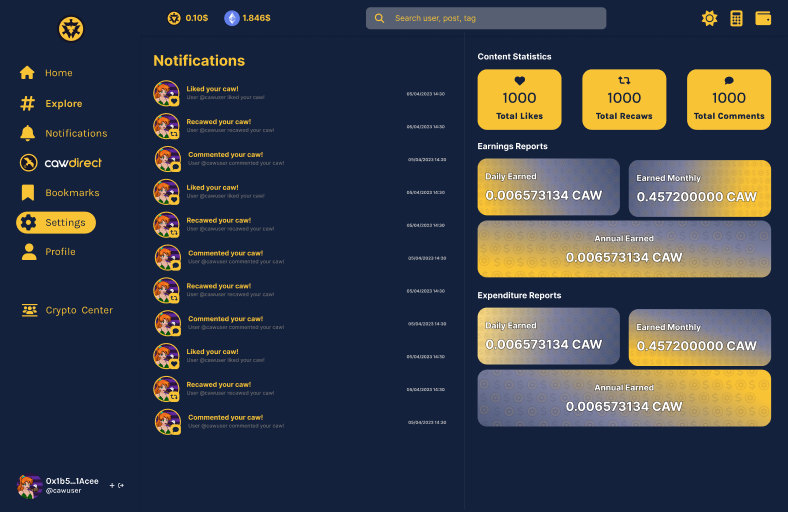 0.10$
1.846$
Search user, post, tag
Home
Explore
Notifications
cawdirect
Bookmarks
Settings
Profile
Crypto Center
0x1b5...1Acee
@cawuser
Notifications
Liked your caw!
User @cawuser liked your caw!
05/04/2023 14:30
Recawed your caw!
User @cawuser recawed your caw!
05/04/2023 14:30
Commented your caw!
User @cawuser commented your caw!
05/04/2023 14:30
Liked your caw!
User @cawuser liked your caw!
05/04/2023 14:30
Recawed your caw!
User @cawuser recawed your caw!
05/04/2023 14:30
Commented your caw!
User @cawuser commented your caw!
05/04/2023 14:30
Recawed your caw!
User @cawuser recawed your caw!
05/04/2023 14:30
Commented your caw!
User @cawuser commented your caw!
05/04/2023 14:30
Liked your caw!
User @cawuser liked your caw!
05/04/2023 14:30
Recawed your caw!
User @cawuser recawed your caw!
05/04/2023 14:30
Commented your caw!
User @cawuser commented your caw!
05/04/2023 14:30
Content Statistics
1000
Total Likes
1000
Total Recaws
1000
Total Comments
Earnings Reports
Daily Earned
0.006573134 CAW
Earned Monthly
0.457200000 CAW
Annual Earned
0.006573134 CAW
Expenditure Reports
Daily Earned
0.006573134 CAW
Earned Monthly
0.457200000 CAW
Annual Earned
0.006573134 CAW